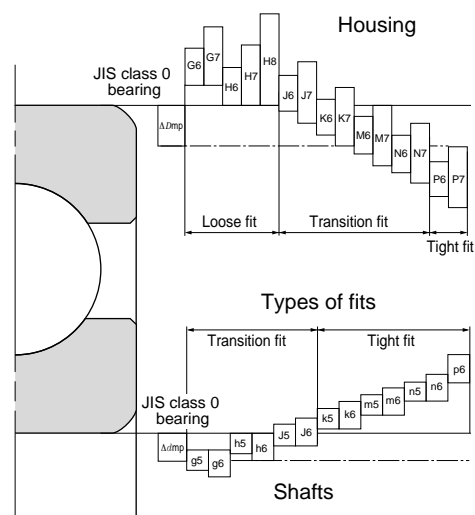 Housing
G6
G7
H6
H7
H8
JIS class 0
bearing
ΔDmp
J6
J7
K6
K7
M6
M7
N6
N7
P6
P7
Loose fit
Transition fit
Tight fit
Types of fits
Transition fit
Tight fit
JIS class 0
bearing
Δdmp
g5
g6
h5
h6
J5
J6
k5
k6
m5
m6
n5
n6
p6
Shafts